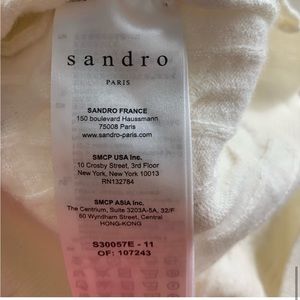 sandro
PARIS
SANDRO FRANCE
150 boulevard Haussmann
75008 Paris
www.sandro-paris.com
SMCP USA Inc.
10 Crosby Street, 3rd Floor
New York, New York 10013
RN132784
SMCP ASIA Inc.
The Centrium, Suite 3203A-5A, 32/F
60 Wyndham Street, Central
HONG-KONG
S30057E - 11
OF: 107243